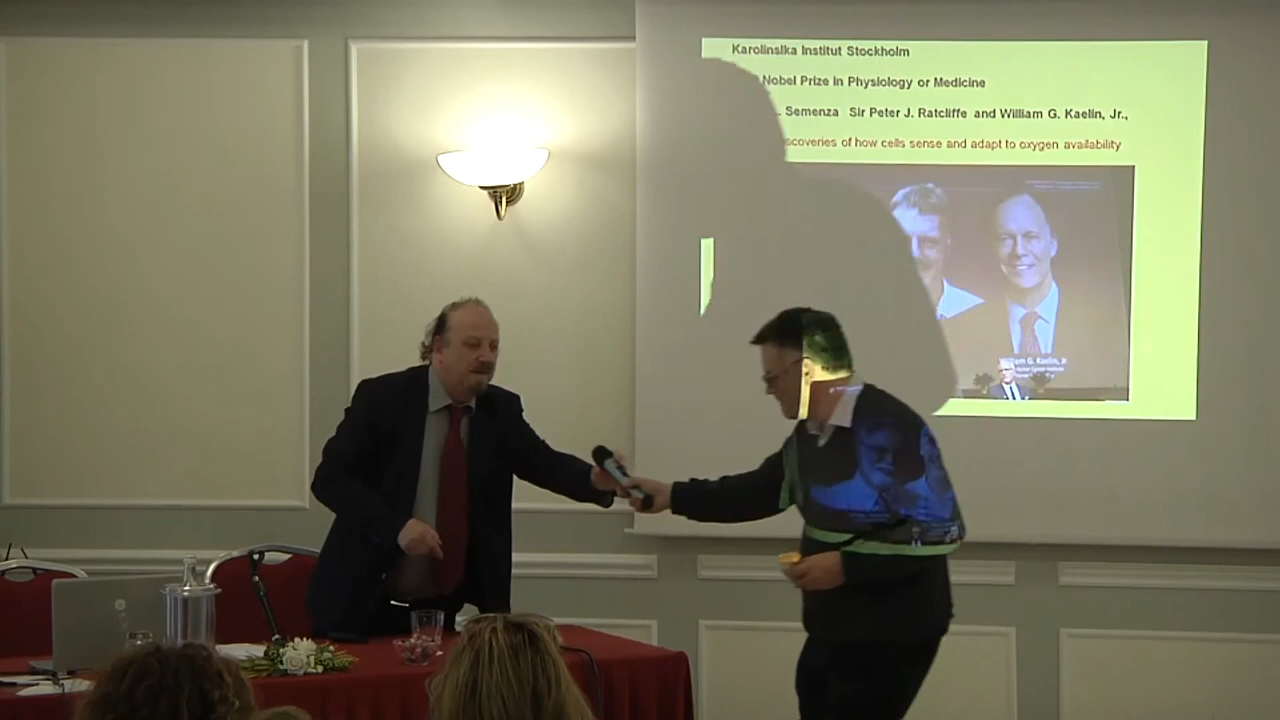 Karolinsika Institut Stockholm
Nobel Prize in Physiology or Medicine
. Semenza Sir Peter J. Ratcliffe and William G. Kaelin, Jr.,
scoveries of how cells sense and adapt to oxygen availability
William G. Kaelin, Jr